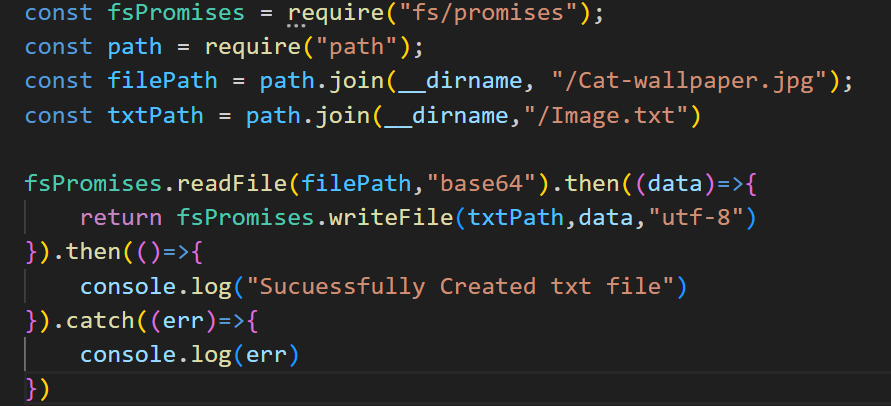 const fsPromises = require("fs/promises");
const path = require("path");
const filePath = path.join(__dirname, "/Cat-wallpaper.jpg");
const txtPath = path.join(__dirname,"/Image.txt")
fsPromises.readFile(filePath,"base64").then((data)=>{
    return fsPromises.writeFile(txtPath,data,"utf-8")
}).then(()=>{
    console.log("Sucuessfully Created txt file")
}).catch((err)=>{
    console.log(err)
})